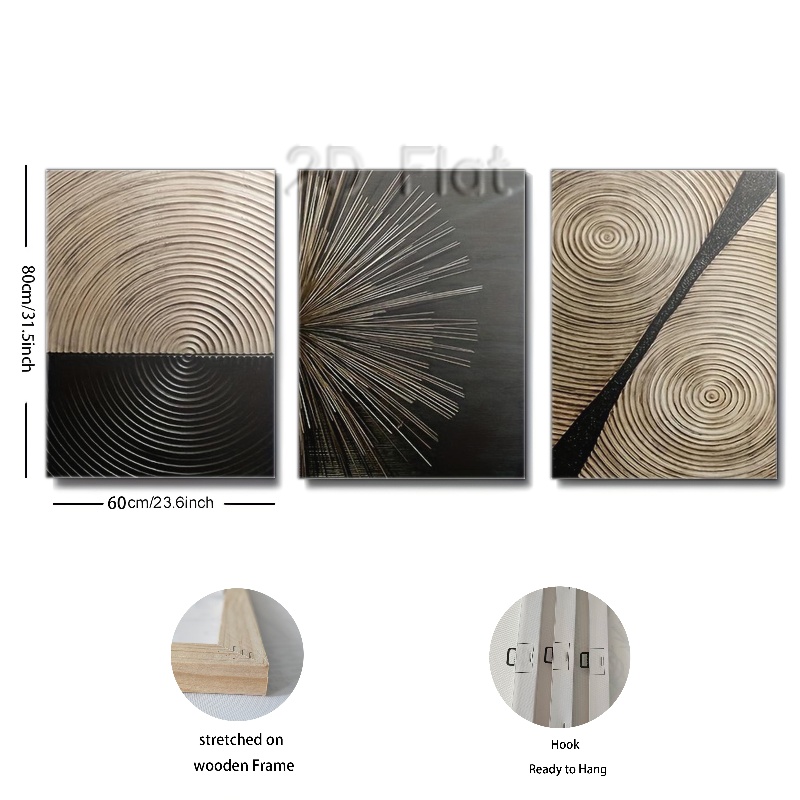 2D Flat
80cm/31.5inch
60cm/23.6inch
stretched on
wooden Frame
Hook
Ready to Hang